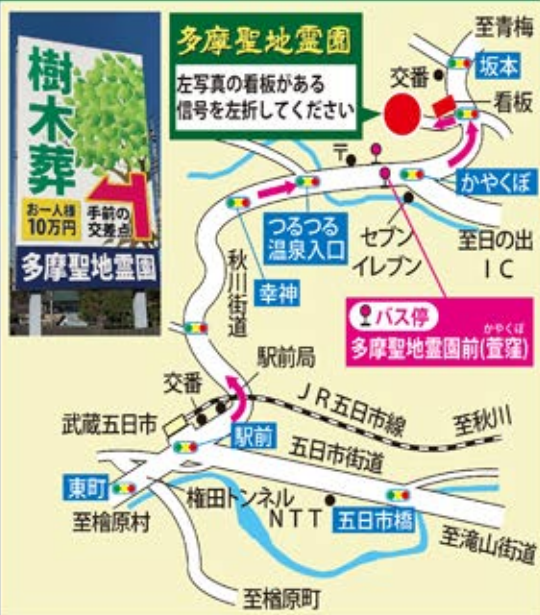 樹木葬
お一人様
10万円
手前の
交差点
多摩聖地霊園
多摩聖地霊園
左写真の看板がある
信号を左折してください
至青梅
坂本
交番
看板
かやくぼ
〒
つるつる
温泉入口
セブン
イレブン
至日の出
IC
幸神
秋川街道
バス停
かやくぼ
多摩聖地霊園前(萱窪)
駅前局
交番
武蔵五日市
JR五日市線
至秋川
駅前
五日市街道
東町
権田トンネル
至檜原村
NTT
五日市橋
至滝山街道
至楢原町